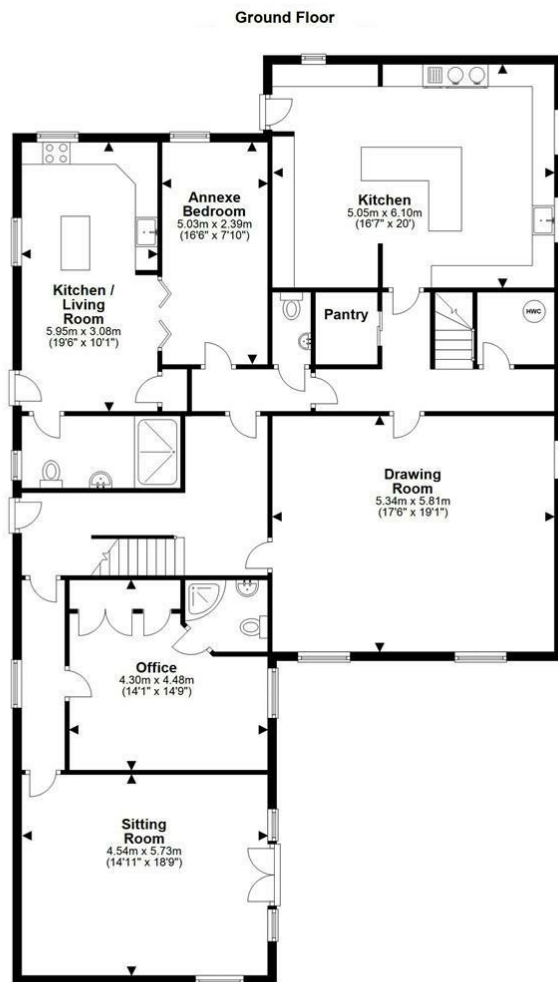 Ground Floor
Kitchen
5.05m x 6.10m
(16'7" x 20')
Annexe
Bedroom
5.03m x 2.39m
(16'6" x 7'10")
Kitchen /
Living
Room
5.95m x 3.08m
(19'6" x 10'1")
Pantry
HWC
Drawing
Room
5.34m x 5.81m
(17'6" x 19'1")
Office
4.30m x 4.48m
(14'1" x 14'9")
Sitting
Room
4.54m x 5.73m
(14'11" x 18'9")